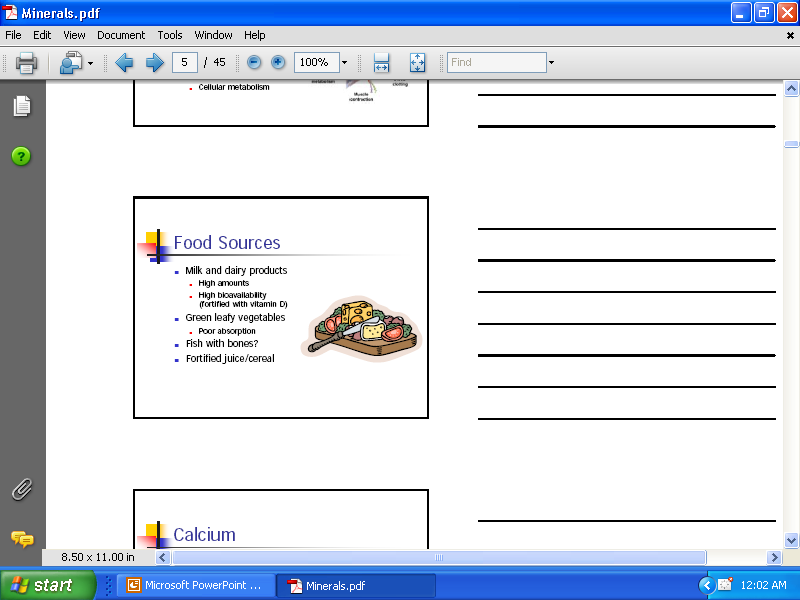 Minerals.pdf
File Edit View Document Tools Window Help
5 / 45 100% Find
Cellular metabolism
metabolism
clotting
Muscle
contraction
Food Sources
Milk and dairy products
High amounts
High bioavailability
(fortified with vitamin D)
Green leafy vegetables
Poor absorption
Fish with bones?
Fortified juice/cereal
Calcium
8.50 x 11.00 in
start Microsoft PowerPoint ... Minerals.pdf 12:02 AM